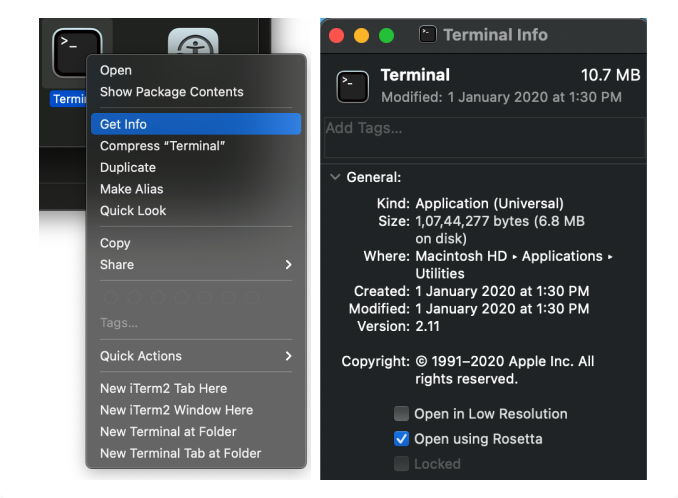 >_
Termi
Open
Show Package Contents
Get Info
Compress “Terminal”
Duplicate
Make Alias
Quick Look
Copy
Share
Tags...
Quick Actions
New iTerm2 Tab Here
New iTerm2 Window Here
New Terminal at Folder
New Terminal Tab at Folder
Terminal Info
Terminal 10.7 MB
Modified: 1 January 2020 at 1:30 PM
Add Tags...
General:
Kind: Application (Universal)
Size: 1,07,44,277 bytes (6.8 MB
on disk)
Where: Macintosh HD ▸ Applications ▸
Utilities
Created: 1 January 2020 at 1:30 PM
Modified: 1 January 2020 at 1:30 PM
Version: 2.11
Copyright: © 1991–2020 Apple Inc. All
rights reserved.
Open in Low Resolution
Open using Rosetta
Locked